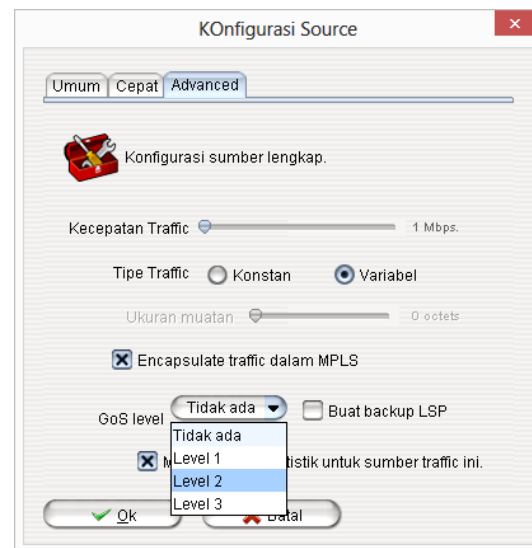 KOnfigurasi Source
Umum Cepat Advanced
Konfigurasi sumber lengkap.
Kecepatan Traffic 1 Mbps.
Tipe Traffic Konstan Variabel
Ukuran muatan 0 octets
Encapsulate traffic dalam MPLS
GoS level Tidak ada Buat backup LSP
Tidak ada
Level 1
tistik untuk sumber traffic ini.
Level 2
Level 3
Ok